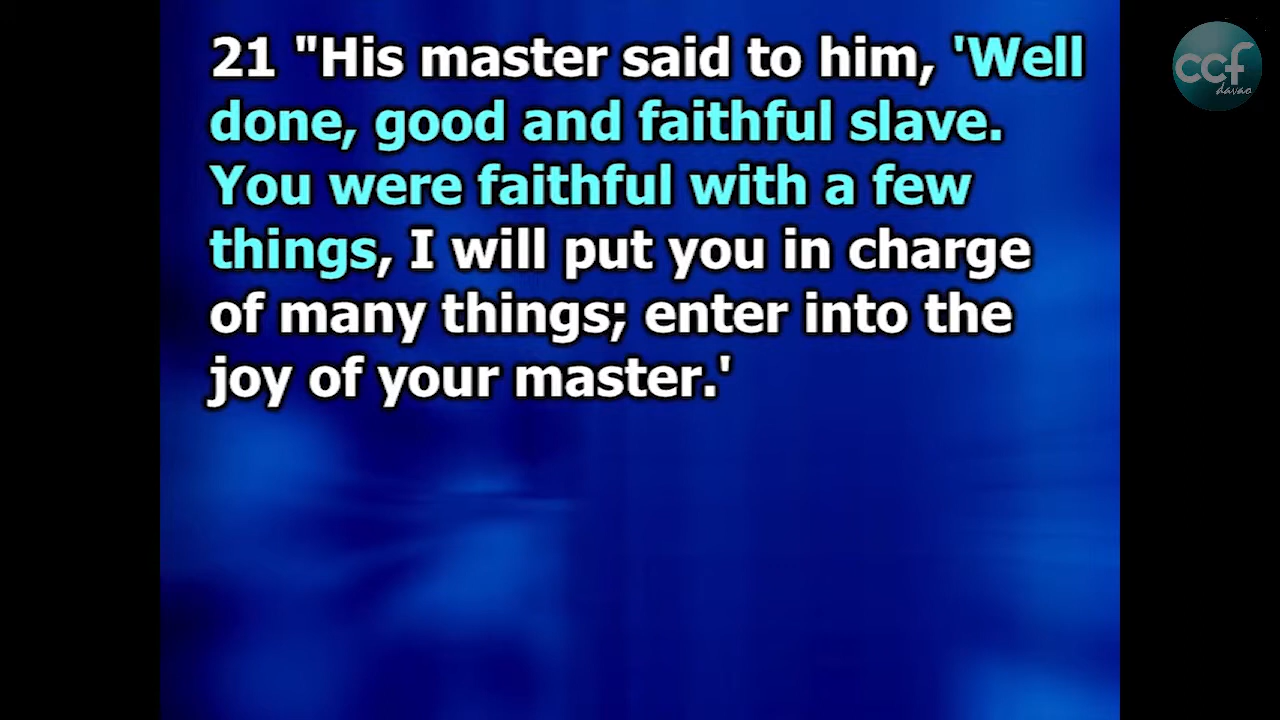 21 "His master said to him, 'Well
done, good and faithful slave.
You were faithful with a few
things, I will put you in charge
of many things; enter into the
joy of your master.'
ccf
davao